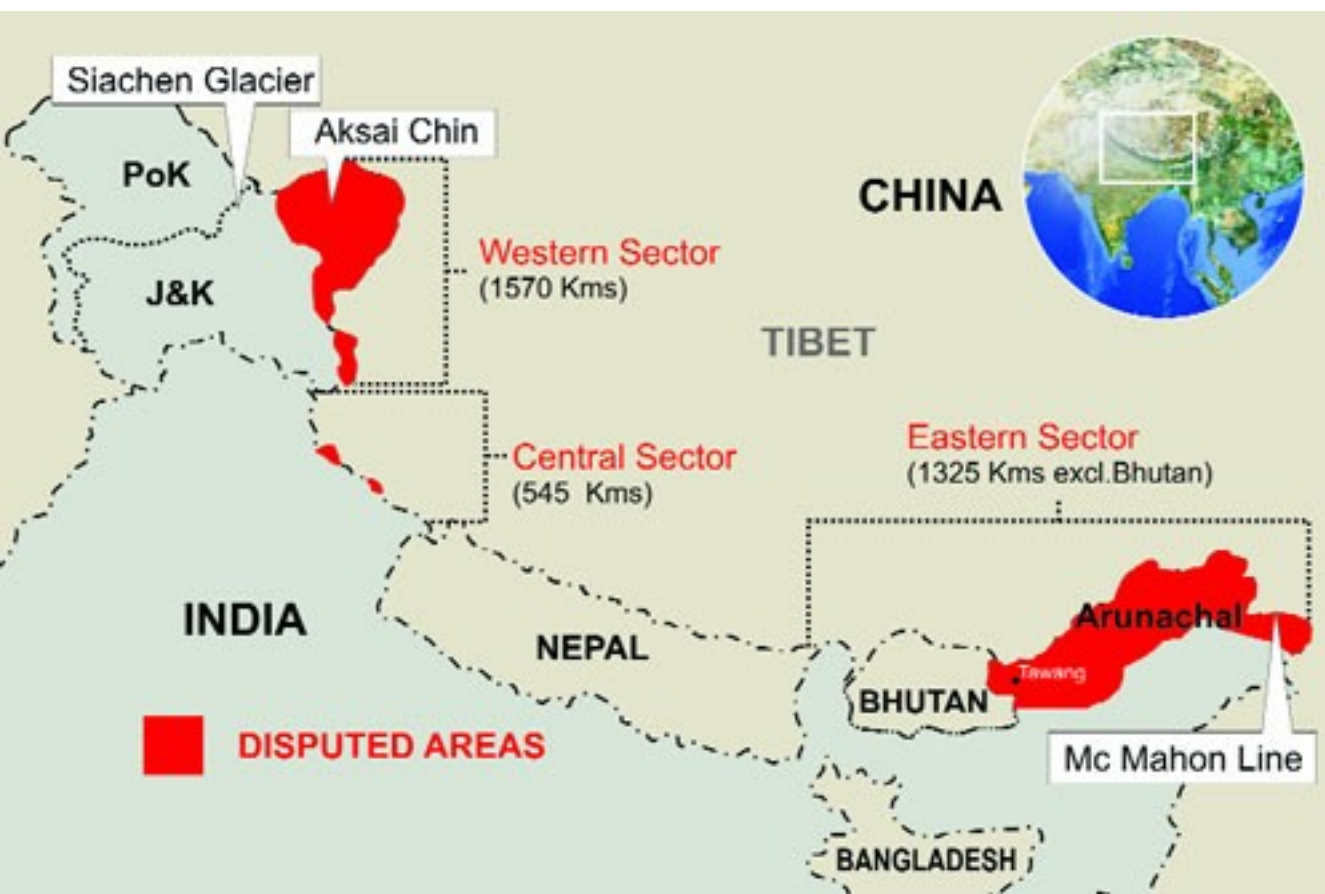 Siachen Glacier
Aksai Chin
PoK
CHINA
Western Sector
(1570 Kms)
J&K
TIBET
Eastern Sector
(1325 Kms excl.Bhutan)
Central Sector
(545 Kms)
INDIA
Arunachal
NEPAL
Tawang
BHUTAN
DISPUTED AREAS
Mc Mahon Line
BANGLADESH